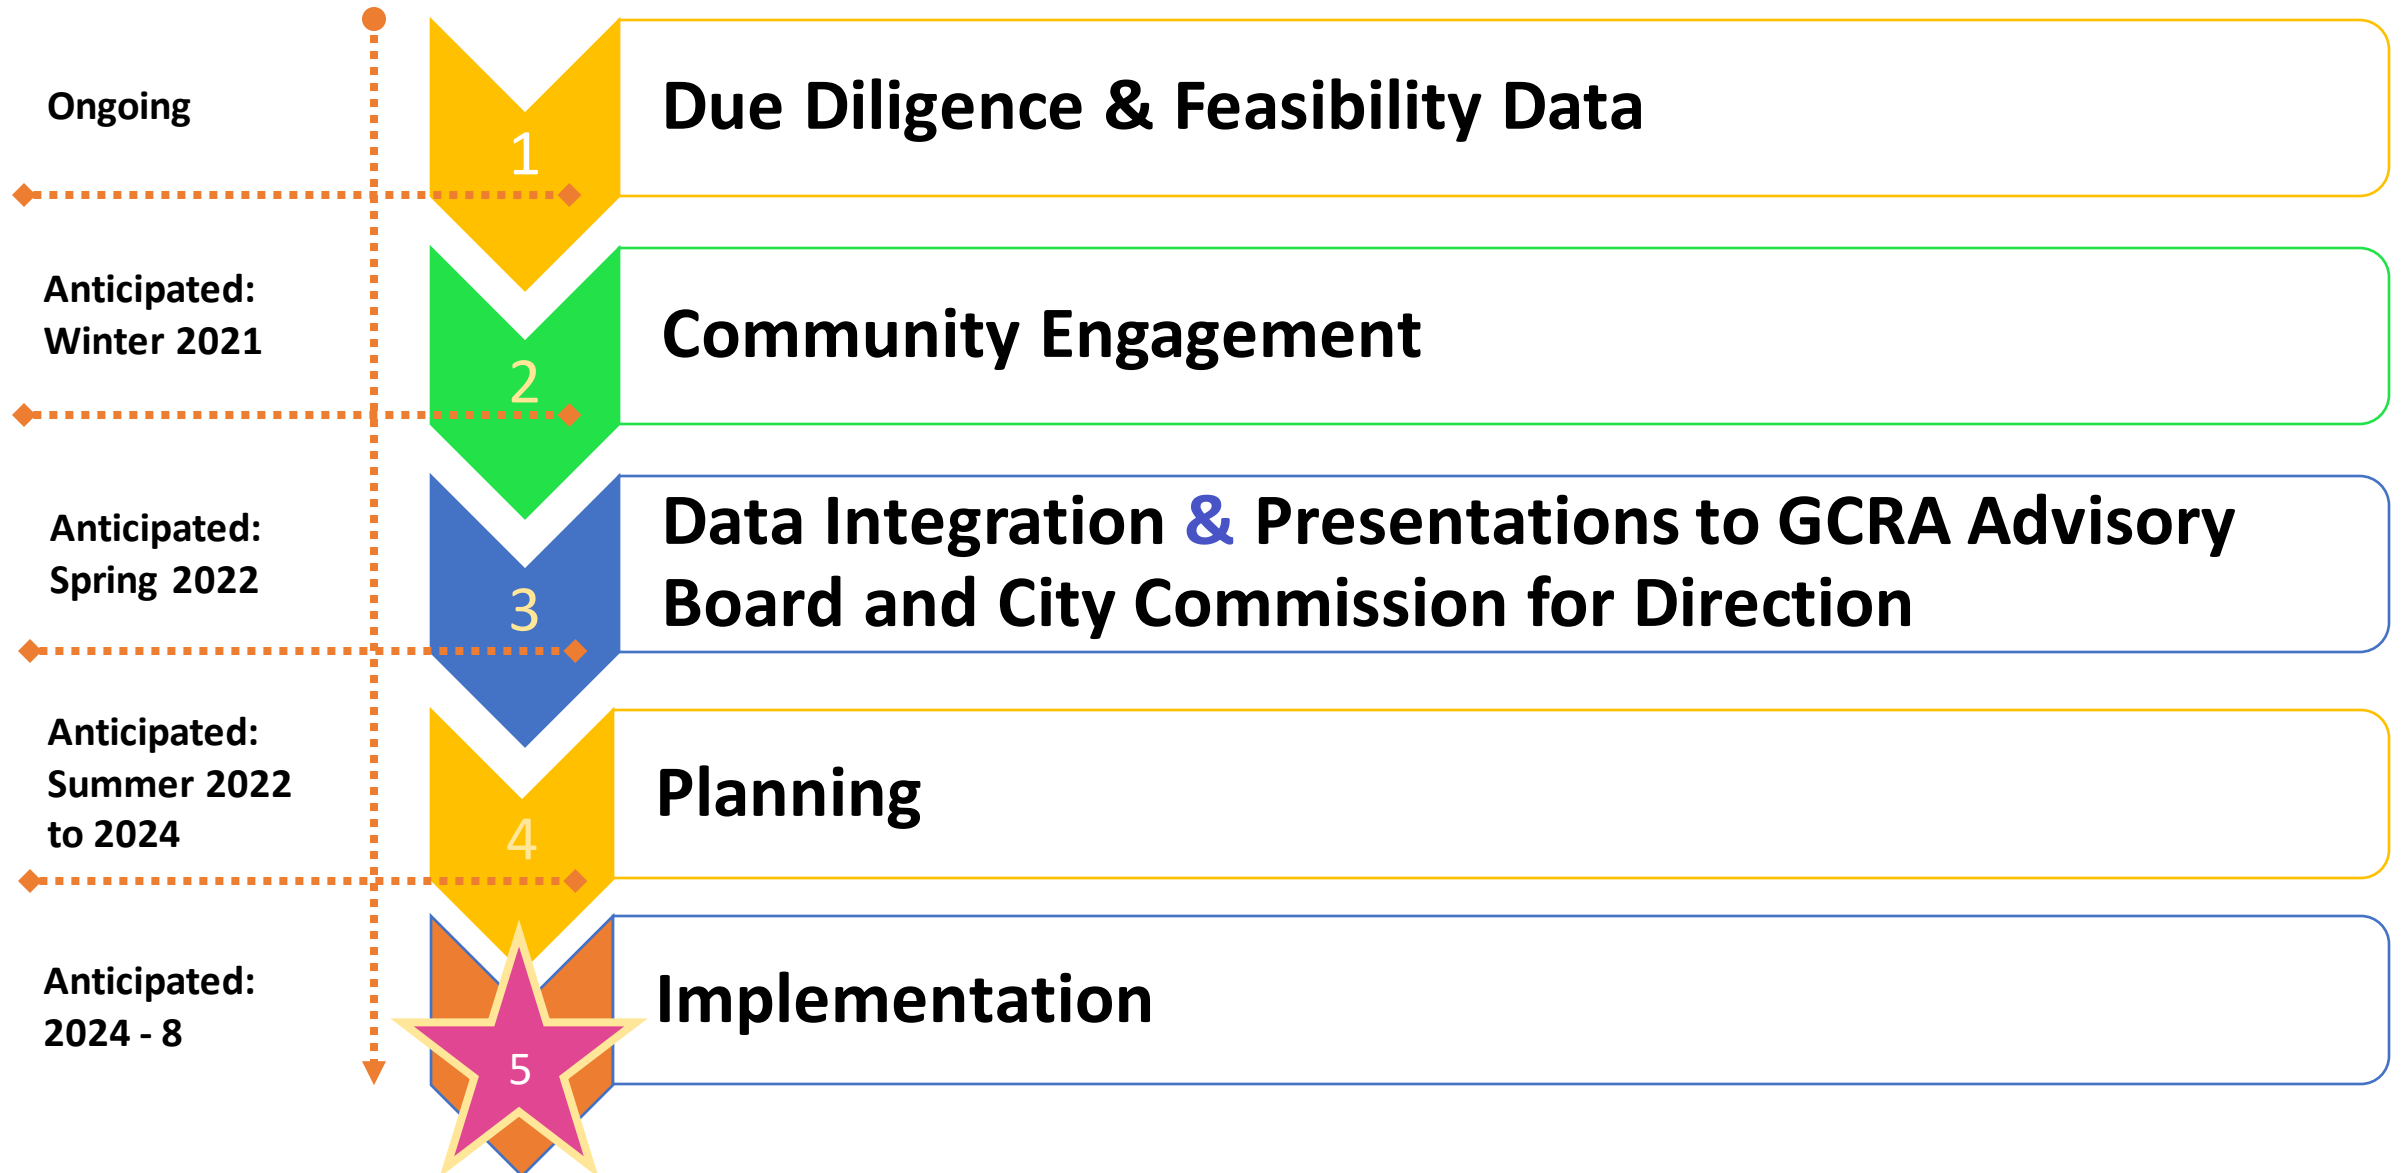 Ongoing
1
Due Diligence & Feasibility Data
Anticipated:
Winter 2021
2
Community Engagement
Anticipated:
Spring 2022
3
Data Integration & Presentations to GCRA Advisory
Board and City Commission for Direction
Anticipated:
Summer 2022
to 2024
4
Planning
Anticipated:
2024 - 8
5
Implementation